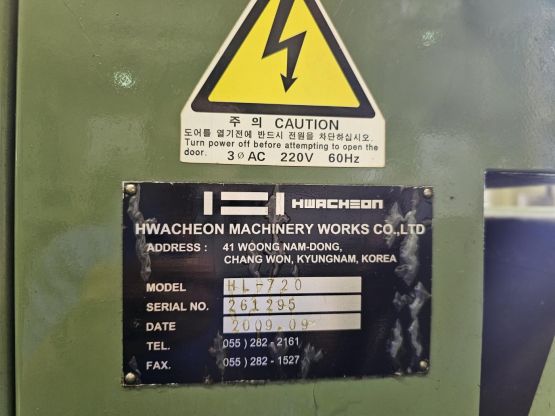 주 의 CAUTION
도어를 열기전에 반드시 전원을 차단하십시요.
Turn power off before attempting to open the
door. 3ø AC 220V 60Hz
HWACHEON
HWACHEON MACHINERY WORKS CO.,LTD
ADDRESS : 41 WOONG NAM-DONG,
CHANG WON, KYUNGNAM, KOREA
MODEL HL-720
SERIAL NO. 261295
DATE 2009.09
TEL. 055 ) 282 - 2161
FAX. 055 ) 282 - 1527